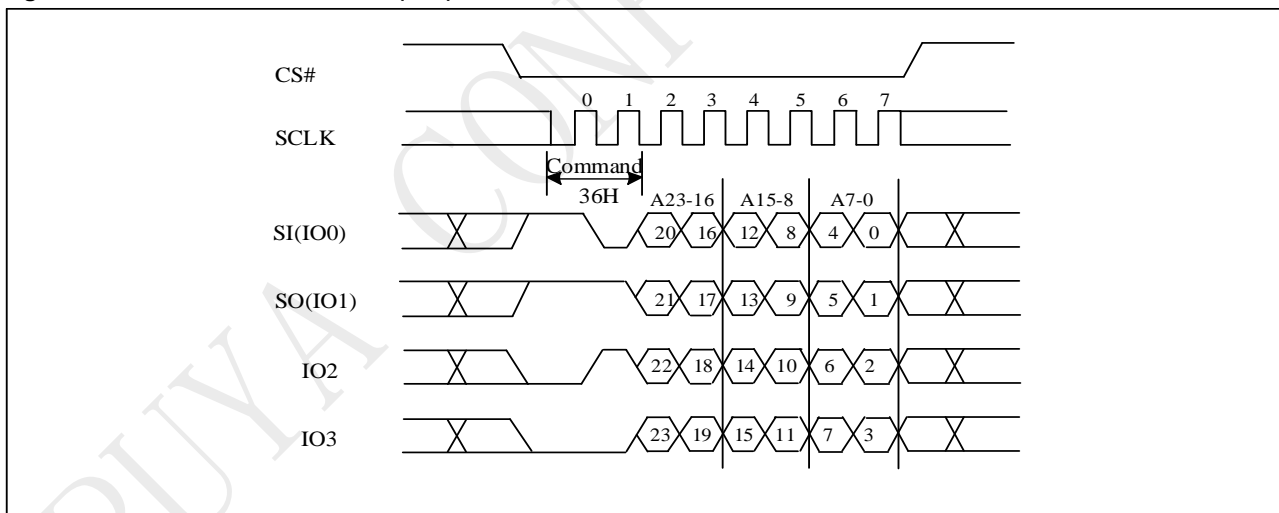 CS#
0 1 2 3 4 5 6 7
SCLK
Command
36H
A23-16 A15-8 A7-0
SI(IO0) 20 16 12 8 4 0
SO(IO1) 21 17 13 9 5 1
IO2 22 18 14 10 6 2
IO3 23 19 15 11 7 3
PUYA